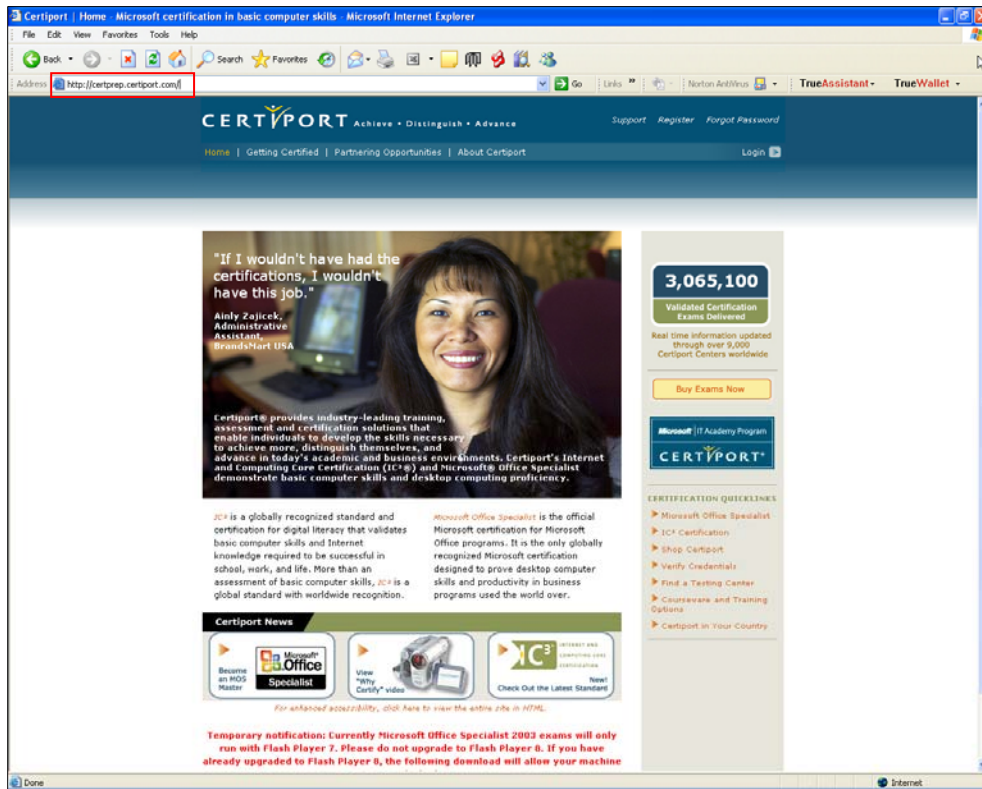 Certiport | Home - Microsoft certification in basic computer skills - Microsoft Internet Explorer
File Edit View Favorites Tools Help
Back Search Favorites
Address http://certprep.certiport.com/ Go Links » Norton AntiVirus TrueAssistant TrueWallet
CERTIPORT Achieve • Distinguish • Advance
Support Register Forgot Password
Home | Getting Certified | Partnering Opportunities | About Certiport
Login
"If I wouldn't have had the
certifications, I wouldn't
have this job."
Ainly Zajicek,
Administrative
Assistant,
BrandsMart USA
Certiport® provides industry-leading training,
assessment and certification solutions that
enable individuals to develop the skills necessary
to achieve more, distinguish themselves, and
advance in today's academic and business environments. Certiport's Internet
and Computing Core Certification (IC³®) and Microsoft® Office Specialist
demonstrate basic computer skills and desktop computing proficiency.
3,065,100
Validated Certification
Exams Delivered
Real time information updated
through over 9,000
Certiport Centers worldwide
Buy Exams Now
Microsoft | IT Academy Program
CERTIPORT
CERTIFICATION QUICKLINKS
Microsoft Office Specialist
IC³ Certification
Shop Certiport
Verify Credentials
Find a Testing Center
Courseware and Training
Options
Certiport in Your Country
IC³ is a globally recognized standard and
certification for digital literacy that validates
basic computer skills and Internet
knowledge required to be successful in
school, work, and life. More than an
assessment of basic computer skills, IC³ is a
global standard with worldwide recognition.
Microsoft Office Specialist is the official
Microsoft certification for Microsoft
Office programs. It is the only globally
recognized Microsoft certification
designed to prove desktop computer
skills and productivity in business
programs used the world over.
Certiport News
Become
an MOS
Master
Microsoft
Office
Specialist
View
"Why
Certify" video
IC³
INTERNET AND
COMPUTING CORE
CERTIFICATION
New!
Check Out the Latest Standard
For enhanced accessibility, click here to view the entire site in HTML.
Temporary notification: Currently Microsoft Office Specialist 2003 exams will only
run with Flash Player 7. Please do not upgrade to Flash Player 8. If you have
already upgraded to Flash Player 8, the following download will allow your machine
Done
Internet